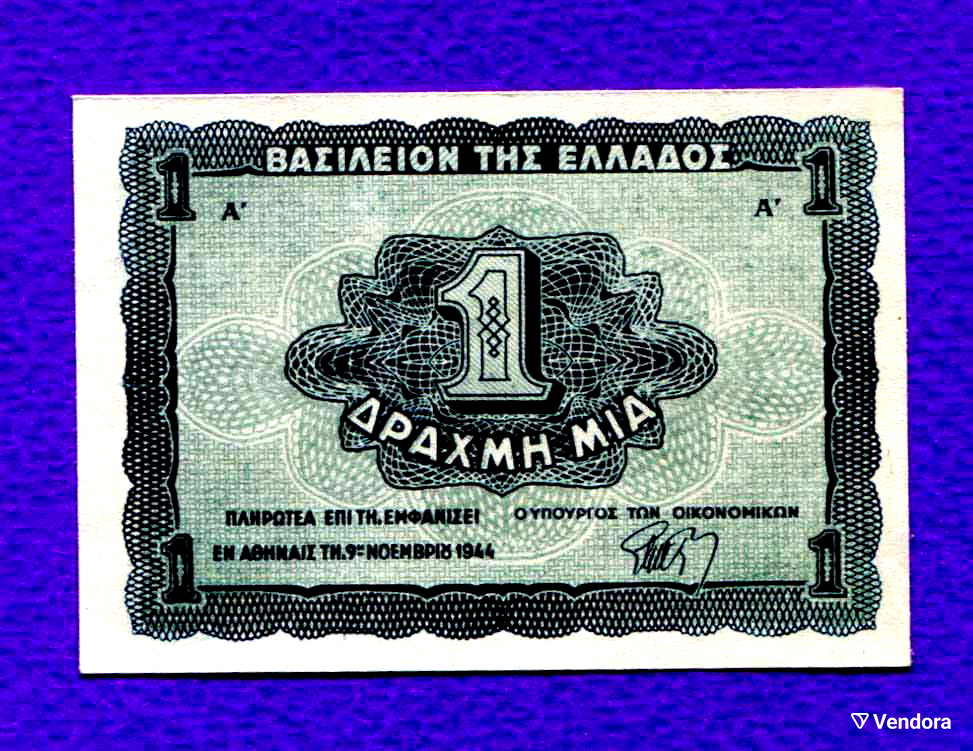 ΒΑΣΙΛΕΙΟΝ ΤΗΣ ΕΛΛΑΔΟΣ
1 1
Α' Α'
1
ΔΡΑΧΜΗ ΜΙΑ
ΠΛΗΡΩΤΕΑ ΕΠΙ ΤΗ, ΕΜΦΑΝΙΣΕΙ
Ο ΥΠΟΥΡΓΟΣ ΤΩΝ ΟΙΚΟΝΟΜΙΚΩΝ
ΕΝ ΑΘΗΝΑΙΣ ΤΗ, 9ῃ ΝΟΕΜΒΡΙΟΥ 1944
1 1
Vendora